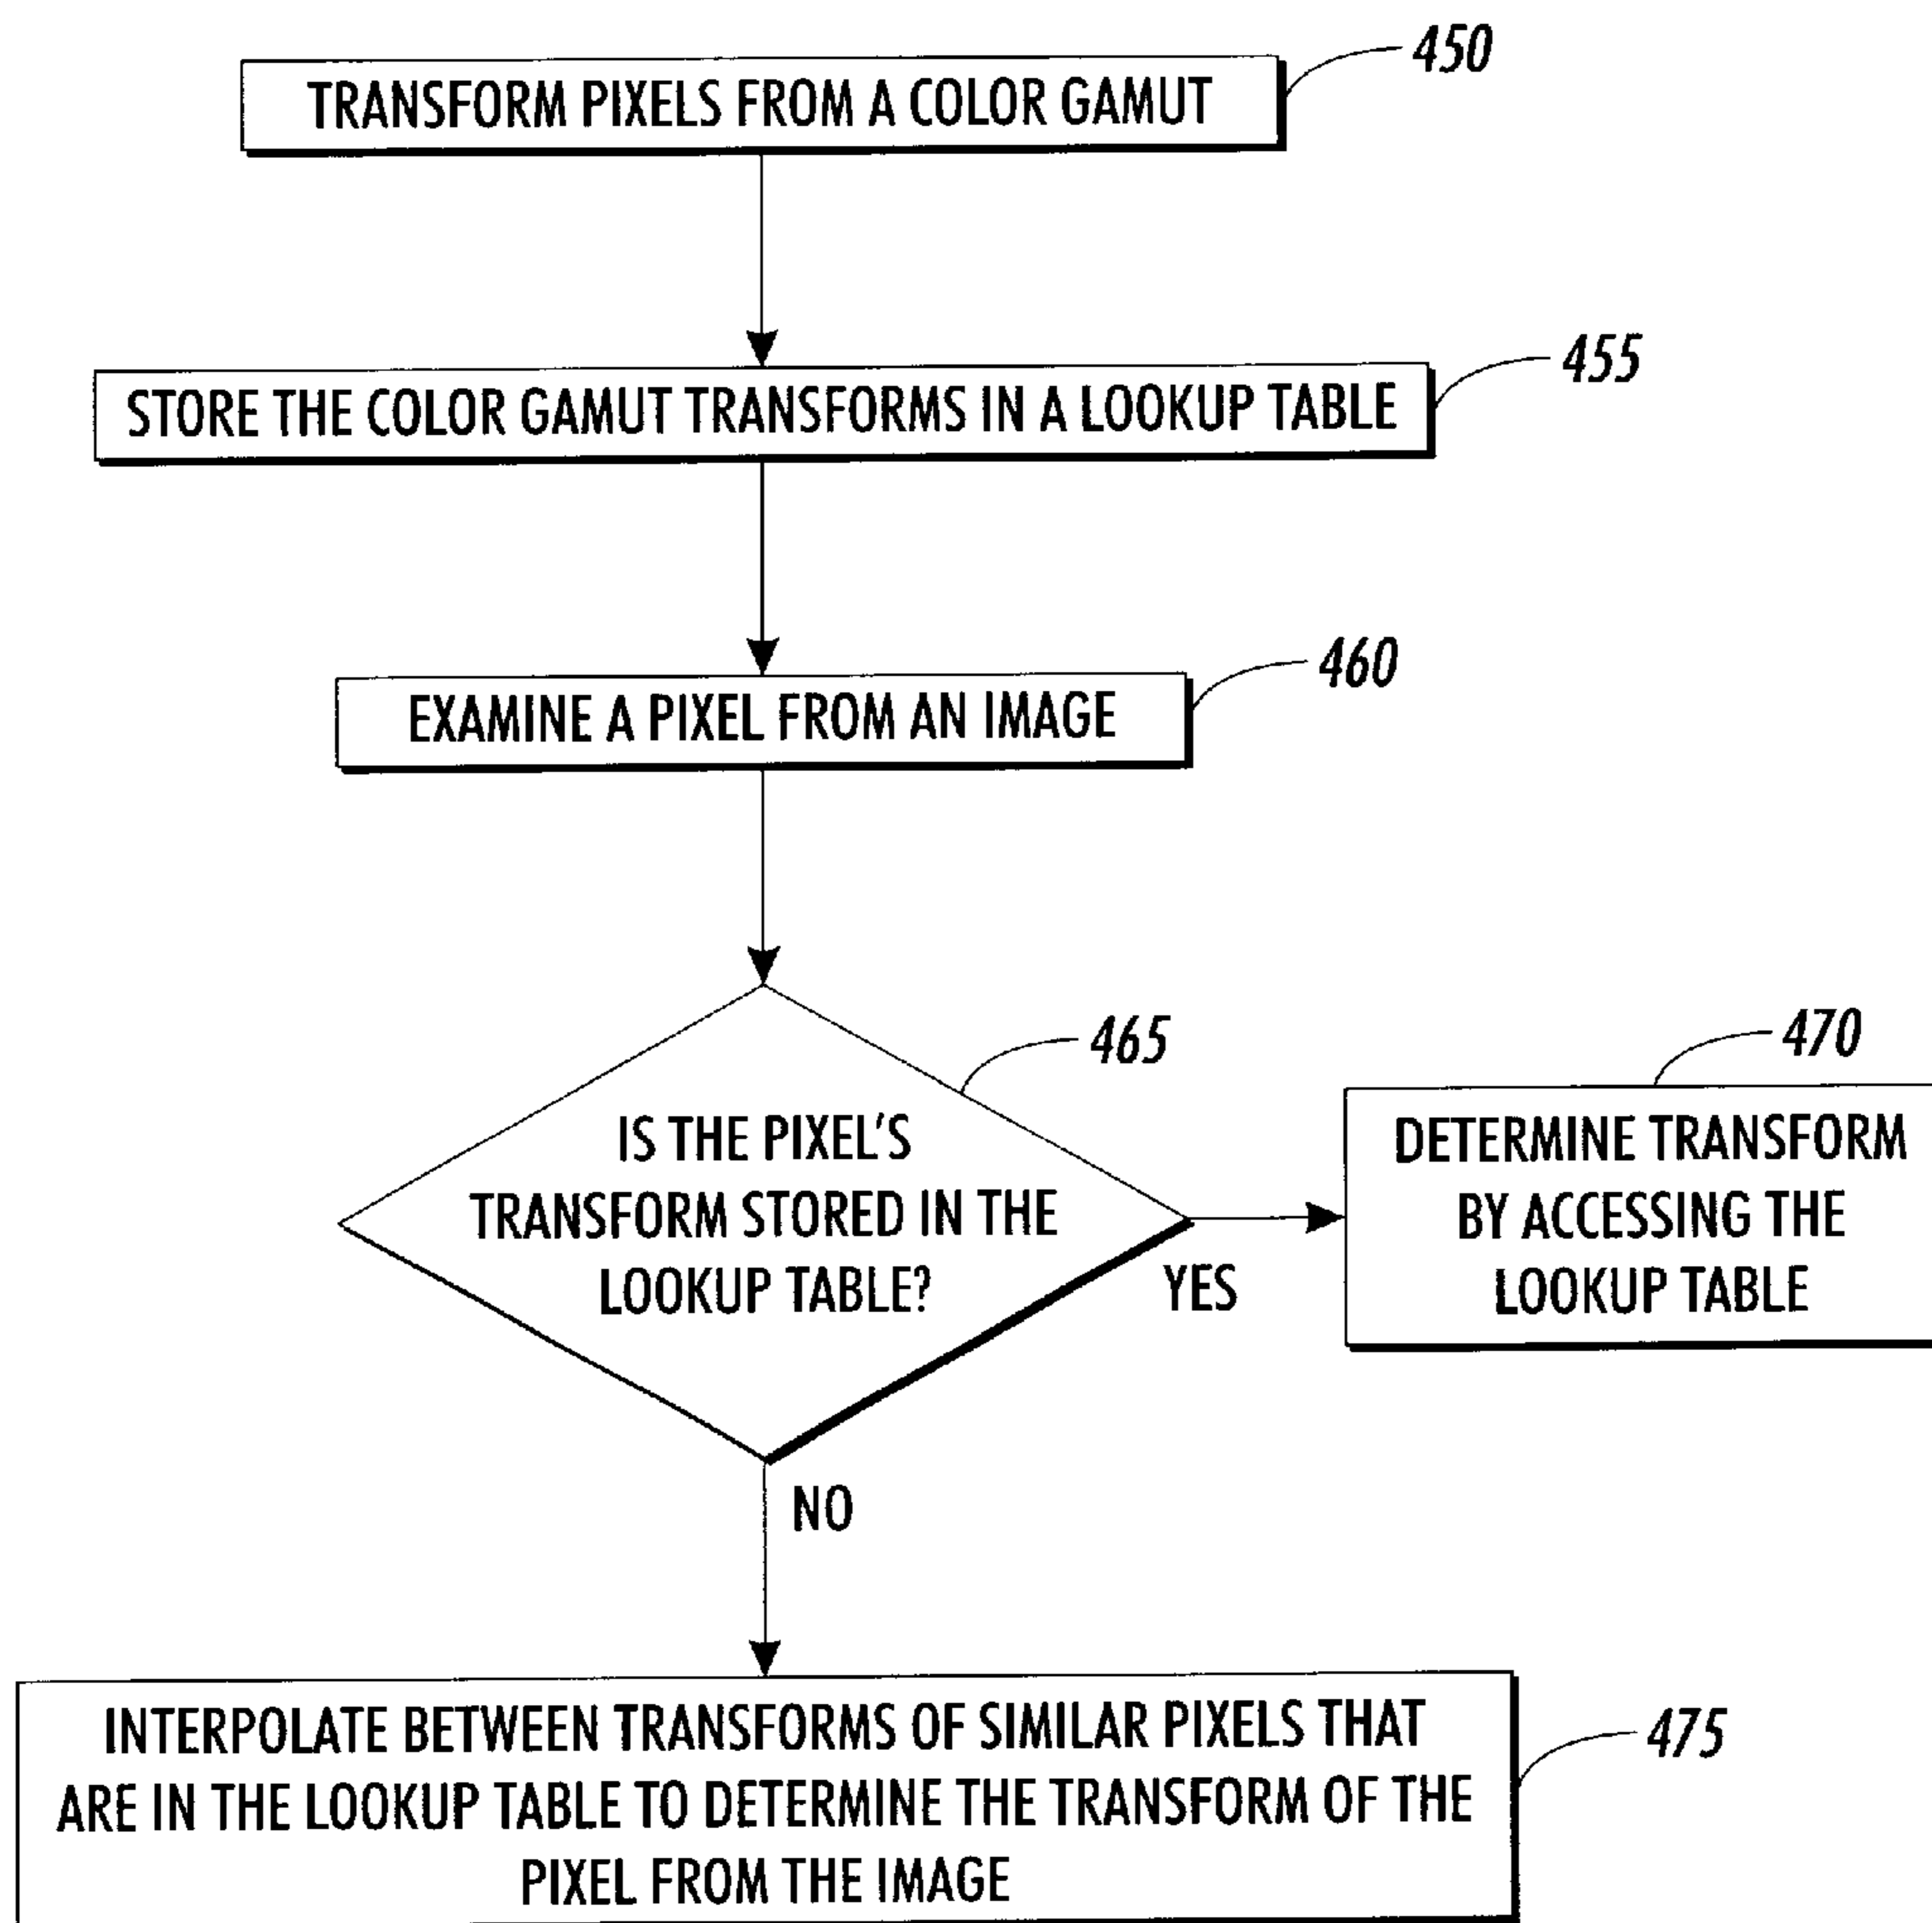 450
TRANSFORM PIXELS FROM A COLOR GAMUT
455
STORE THE COLOR GAMUT TRANSFORMS IN A LOOKUP TABLE
460
EXAMINE A PIXEL FROM AN IMAGE
465
IS THE PIXEL'S
TRANSFORM STORED IN THE
LOOKUP TABLE?
YES
470
DETERMINE TRANSFORM
BY ACCESSING THE
LOOKUP TABLE
NO
475
INTERPOLATE BETWEEN TRANSFORMS OF SIMILAR PIXELS THAT
ARE IN THE LOOKUP TABLE TO DETERMINE THE TRANSFORM OF THE
PIXEL FROM THE IMAGE